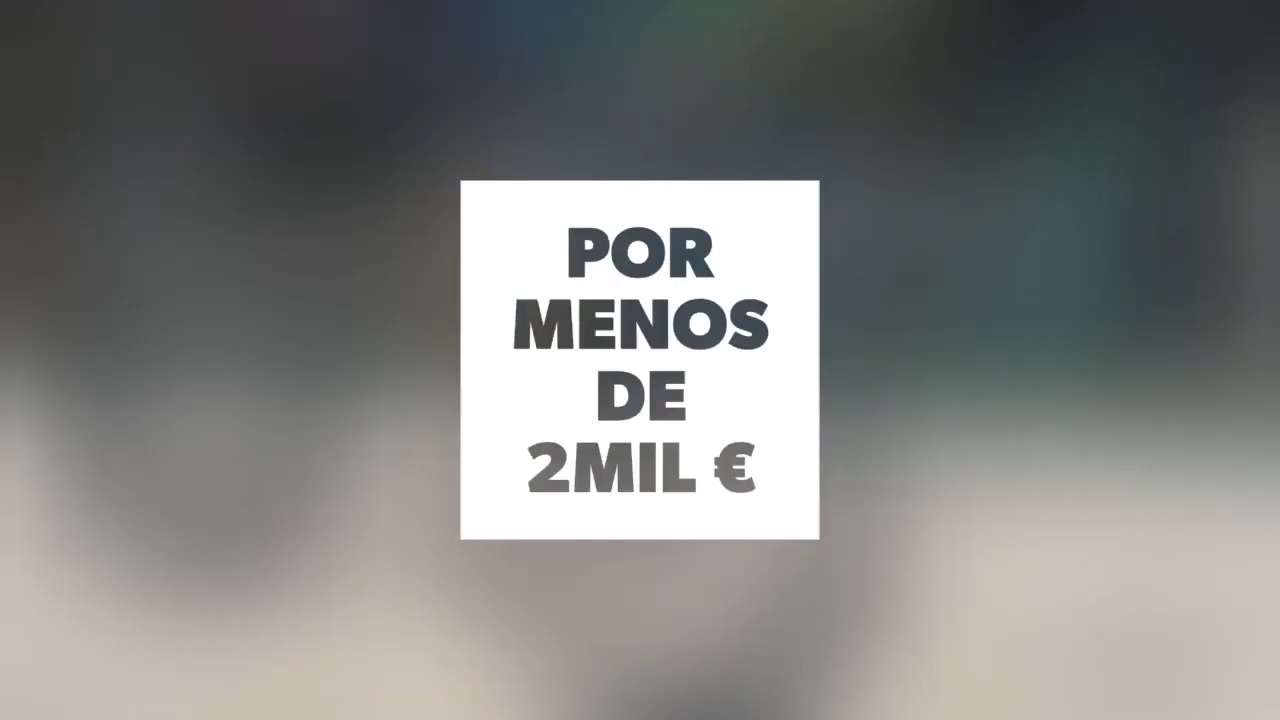 POR
MENOS
DE
2MIL €